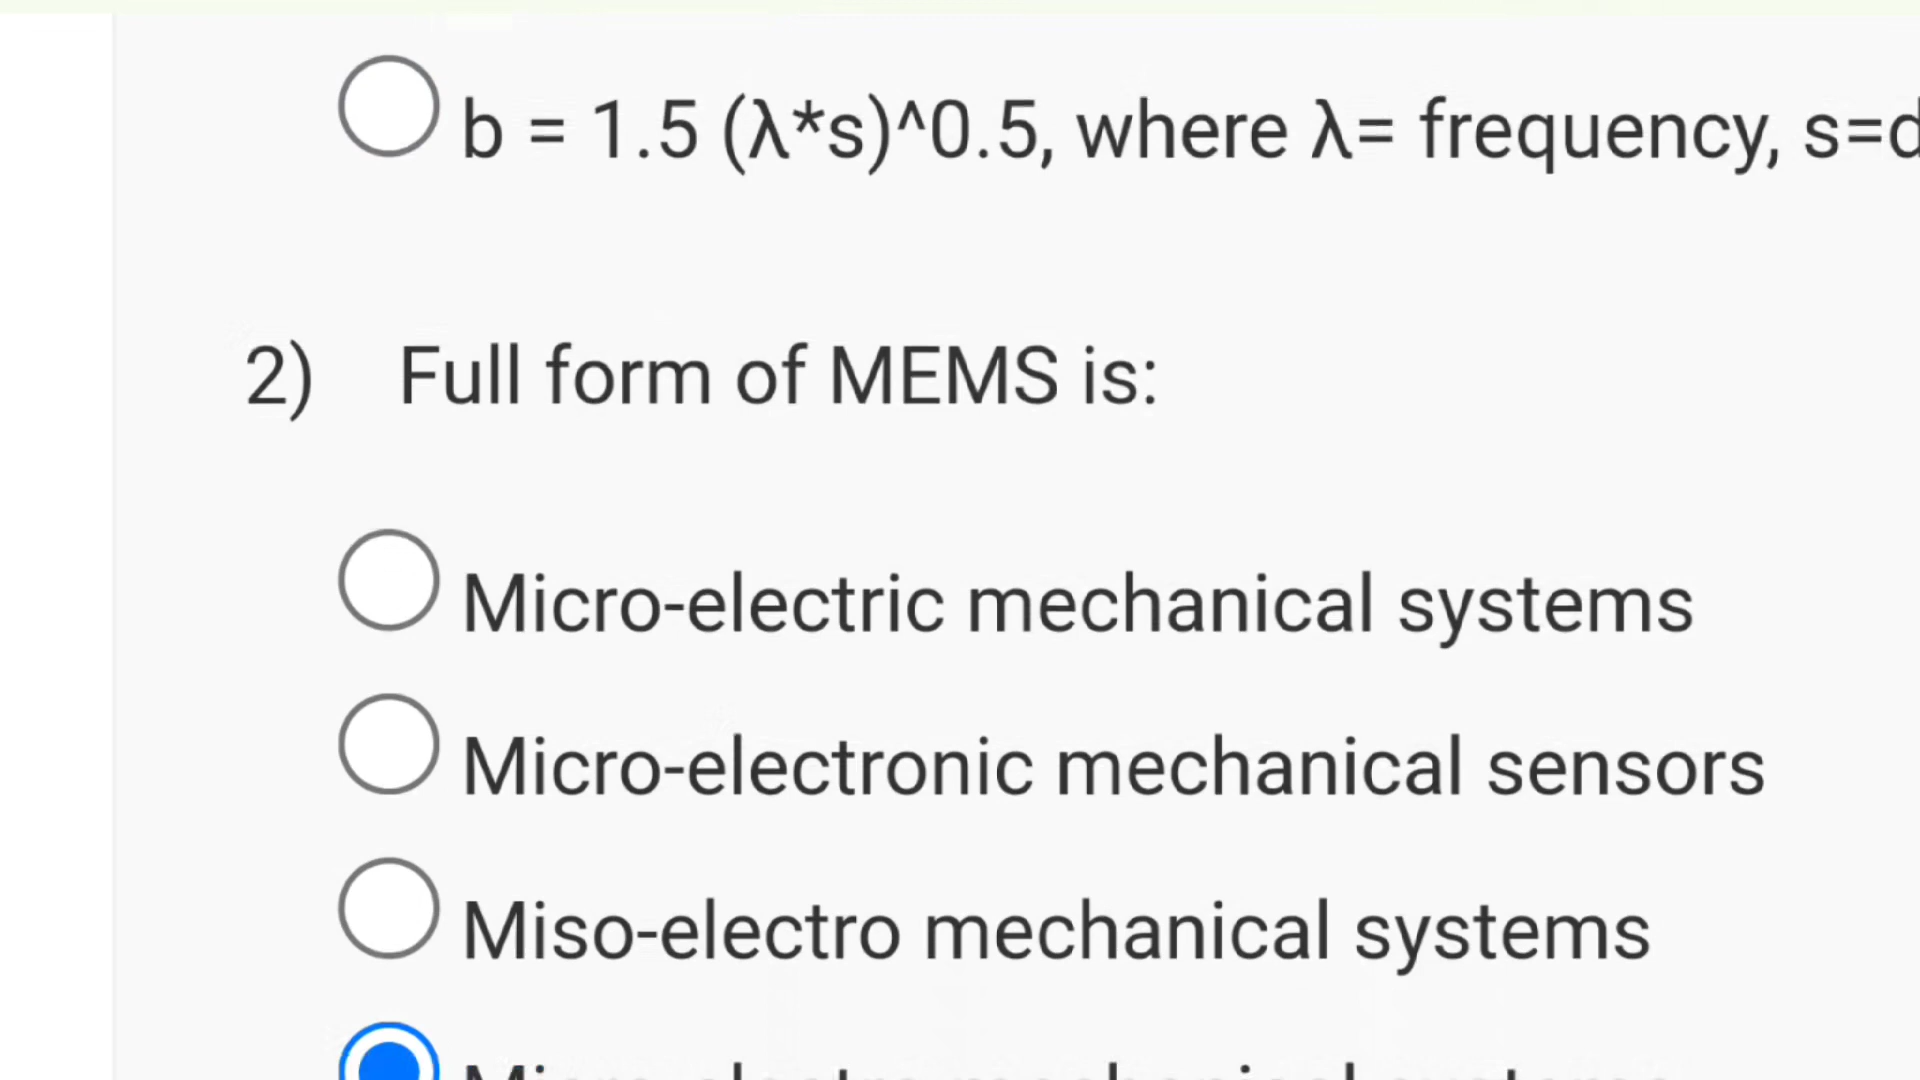 b = 1.5 (λ*s)^0.5, where λ= frequency, s=d
2) Full form of MEMS is:
Micro-electric mechanical systems
Micro-electronic mechanical sensors
Miso-electro mechanical systems